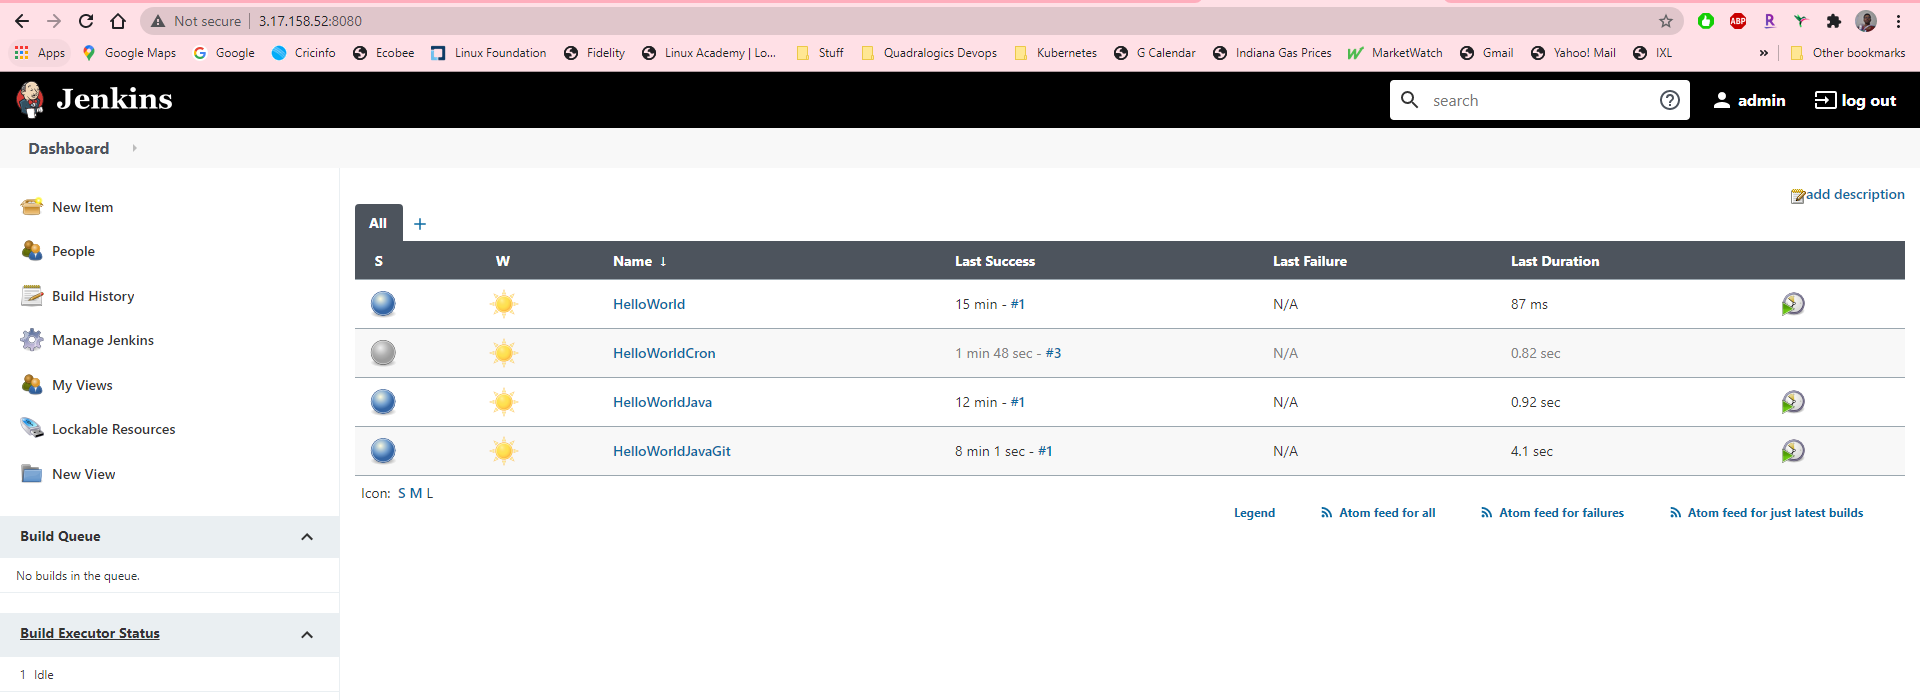 Not secure | 3.17.158.52:8080
ABP R
Apps Google Maps Google Cricinfo Ecobee Linux Foundation Fidelity Linux Academy | Lo... Stuff Quadralogics Devops Kubernetes G Calendar Indiana Gas Prices MarketWatch Gmail Yahoo! Mail IXL » Other bookmarks
Jenkins
search
admin
log out
Dashboard
New Item
People
Build History
Manage Jenkins
My Views
Lockable Resources
New View
Build Queue
No builds in the queue.
Build Executor Status
1 Idle
add description
All +
S W Name ↓ Last Success Last Failure Last Duration
HelloWorld 15 min - #1 N/A 87 ms
HelloWorldCron 1 min 48 sec - #3 N/A 0.82 sec
HelloWorldJava 12 min - #1 N/A 0.92 sec
HelloWorldJavaGit 8 min 1 sec - #1 N/A 4.1 sec
Icon: S M L
Legend Atom feed for all Atom feed for failures Atom feed for just latest builds